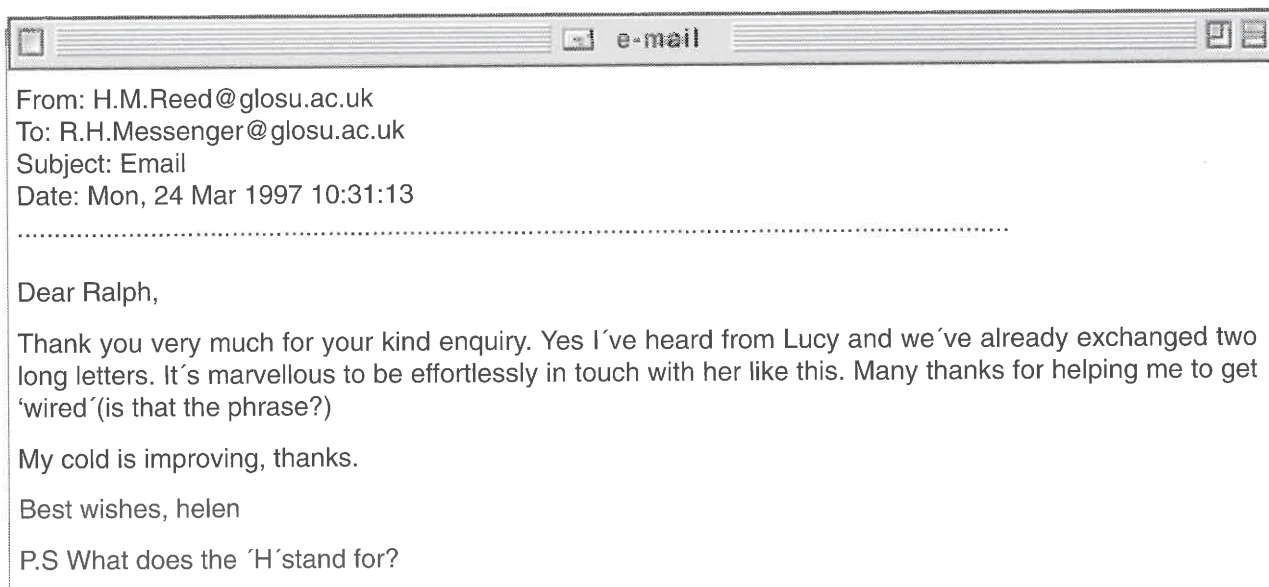 e-mail
From: H.M.Reed@glosu.ac.uk
To: R.H.Messenger@glosu.ac.uk
Subject: Email
Date: Mon, 24 Mar 1997 10:31:13
Dear Ralph,
Thank you very much for your kind enquiry. Yes I´ve heard from Lucy and we´ve already exchanged two
long letters. It´s marvellous to be effortlessly in touch with her like this. Many thanks for helping me to get
‘wired´(is that the phrase?)
My cold is improving, thanks.
Best wishes, helen
P.S What does the ´H´stand for?